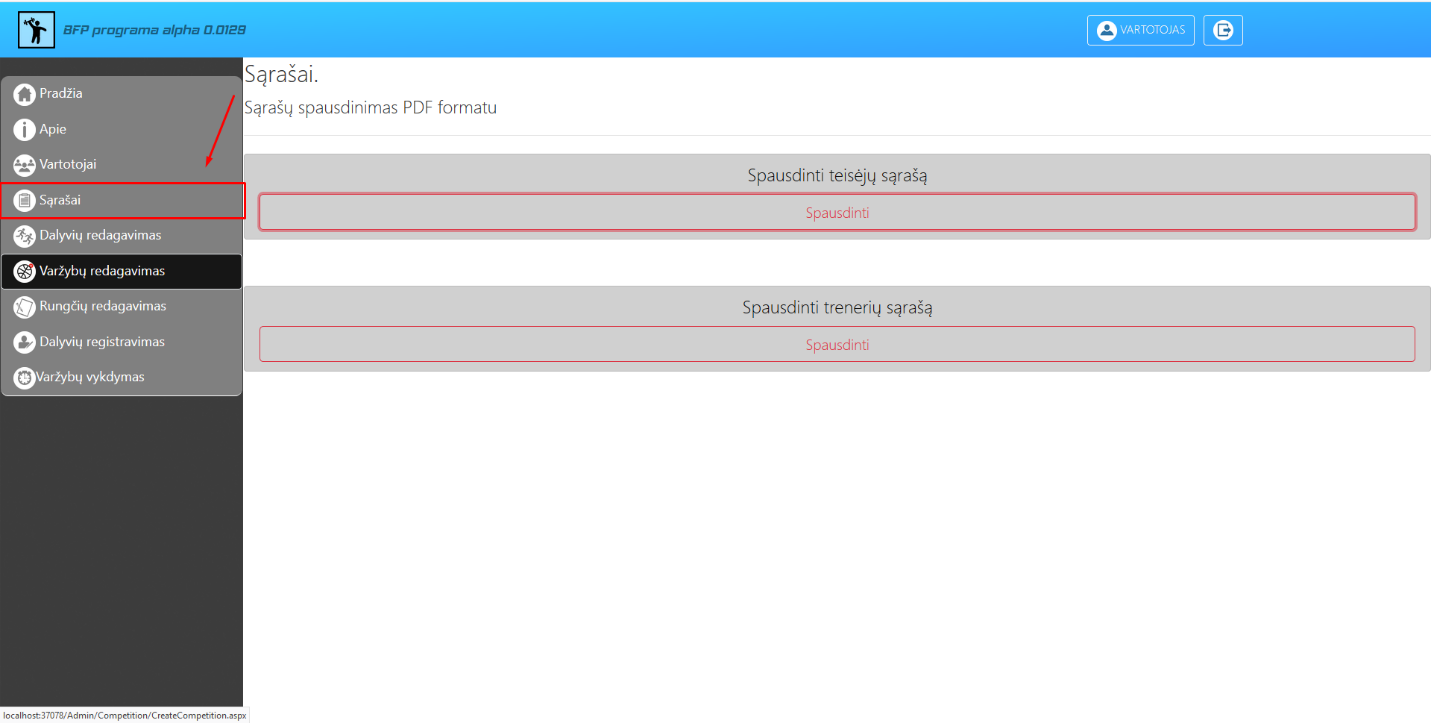 BFP programa alpha 0.0129
VARTOTOJAS
Pradžia
Apie
Vartotojai
Sąrašai
Dalyvių redagavimas
Varžybų redagavimas
Rungčių redagavimas
Dalyvių registravimas
Varžybų vykdymas
Sąrašai.
Sąrašų spausdinimas PDF formatu
Spausdinti teisėjų sąrašą
Spausdinti
Spausdinti trenerių sąrašą
Spausdinti
localhost:37078/Admin/Competition/CreateCompetition.aspx